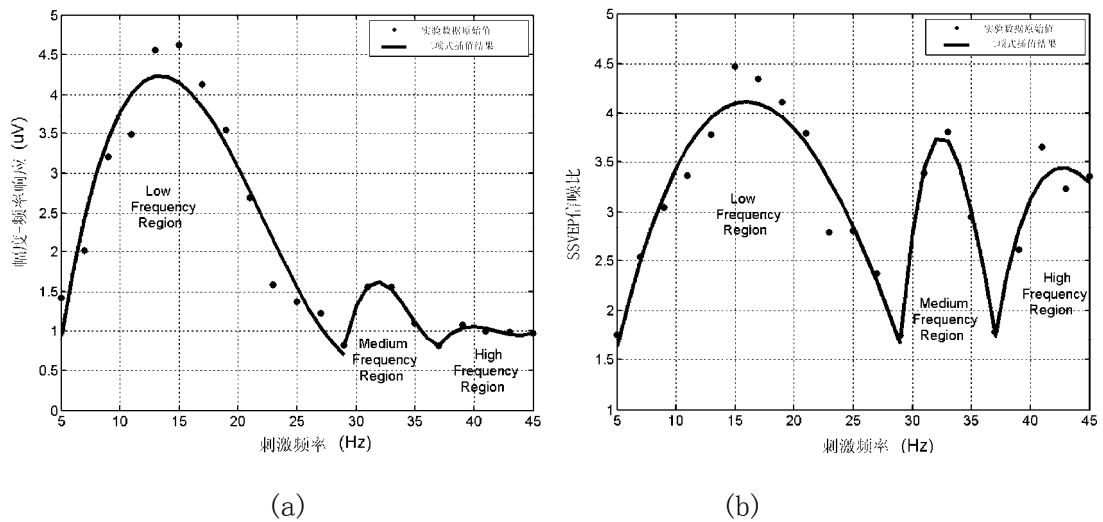 5
4.5
4
3.5
3
2.5
2
1.5
1
0.5
0
幅度-频率响应 (uV)
实验数据原始值
项式插值结果
Low
Frequency
Region
Medium
Frequency
Region
High
Frequency
Region
5 10 15 20 25 30 35 40 45
刺激频率 (Hz)
(a)
5
4.5
4
3.5
3
2.5
2
1.5
1
SSVEP信噪比
实验数据原始值
项式插值结果
Low
Frequency
Region
Medium
Frequency
Region
High
Frequency
Region
5 10 15 20 25 30 35 40 45
刺激频率 (Hz)
(b)